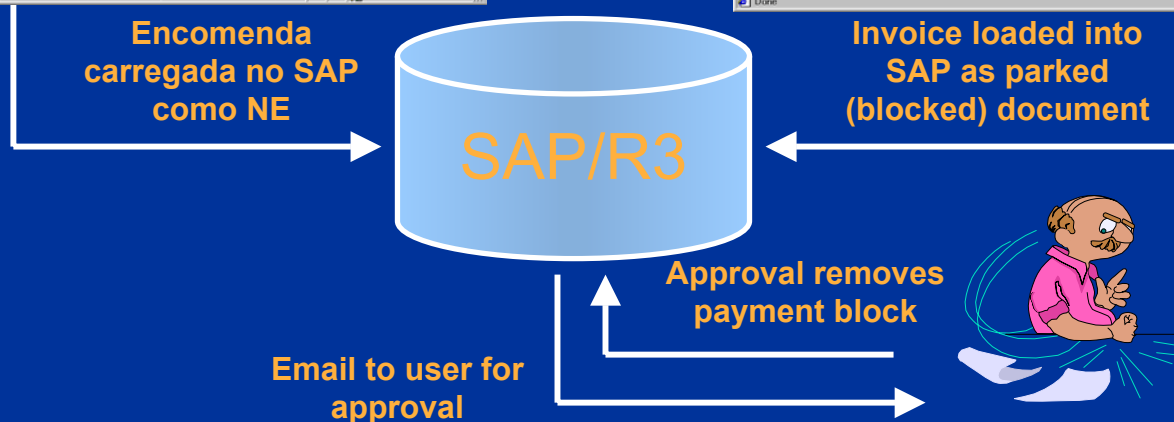 Done
Encomenda
carregada no SAP
como NE
Invoice loaded into
SAP as parked
(blocked) document
SAP/R3
Approval removes
payment block
Email to user for
approval